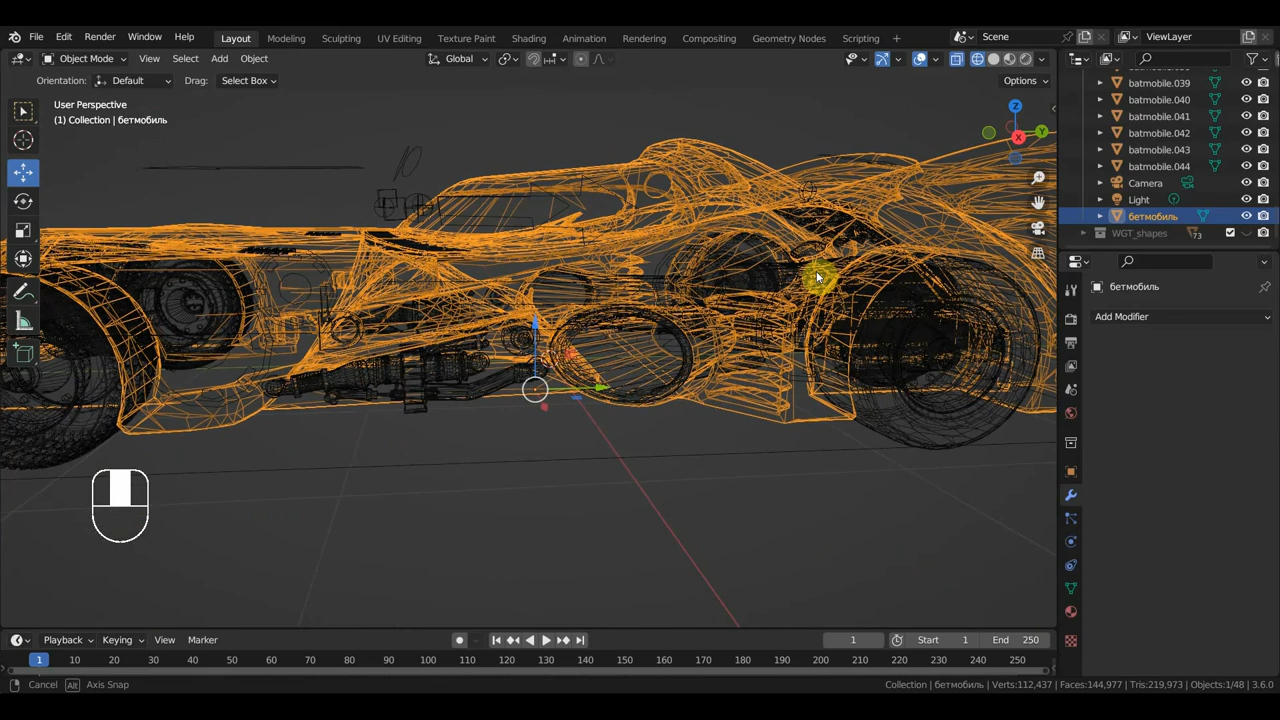 File Edit Render Window Help Layout Modeling Sculpting UV Editing Texture Paint Shading Animation Rendering Compositing Geometry Nodes Scripting + Scene ViewLayer
Object Mode View Select Add Object Global
Orientation: Default Drag: Select Box Options
User Perspective
(1) Collection | бетмобиль
batmobile.039
batmobile.040
batmobile.041
batmobile.042
batmobile.043
batmobile.044
Camera
Light
бетмобиль
WGT_shapes 73
Z
Y
X
бетмобиль
Add Modifier
Playback Keying View Marker 1 Start 1 End 250
1 10 20 30 40 50 60 70 80 90 100 110 120 130 140 150 160 170 180 190 200 210 220 230 240 250
Cancel Alt Axis Snap Collection | бетмобиль | Verts:112,437 | Faces:144,977 | Tris:219,973 | Objects:1/48 | 3.6.0